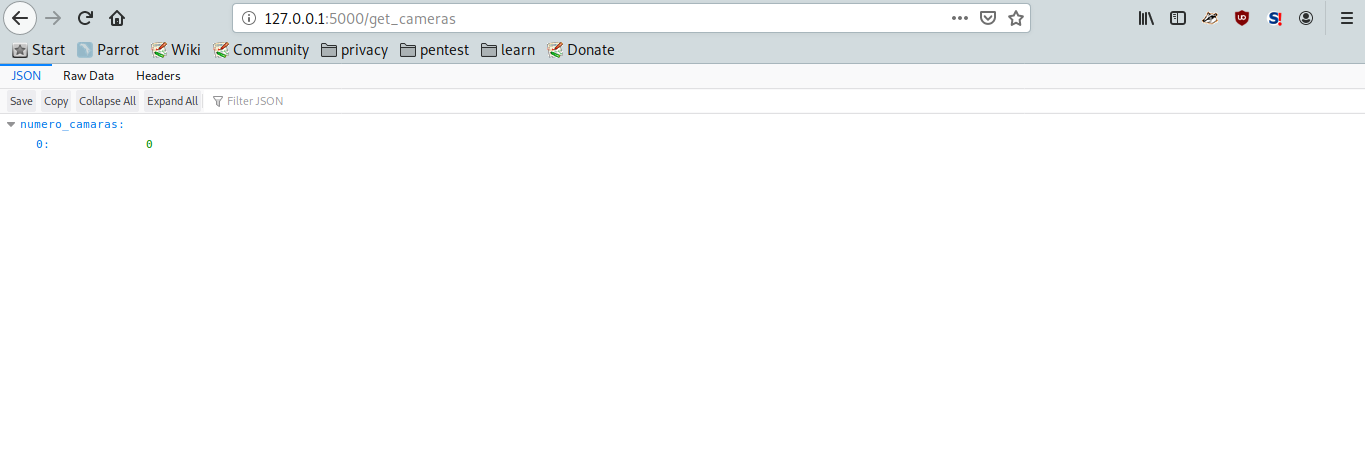 127.0.0.1:5000/get_cameras
Start Parrot Wiki Community privacy pentest learn Donate
JSON Raw Data Headers
Save Copy Collapse All Expand All Filter JSON
numero_camaras:
0: 0